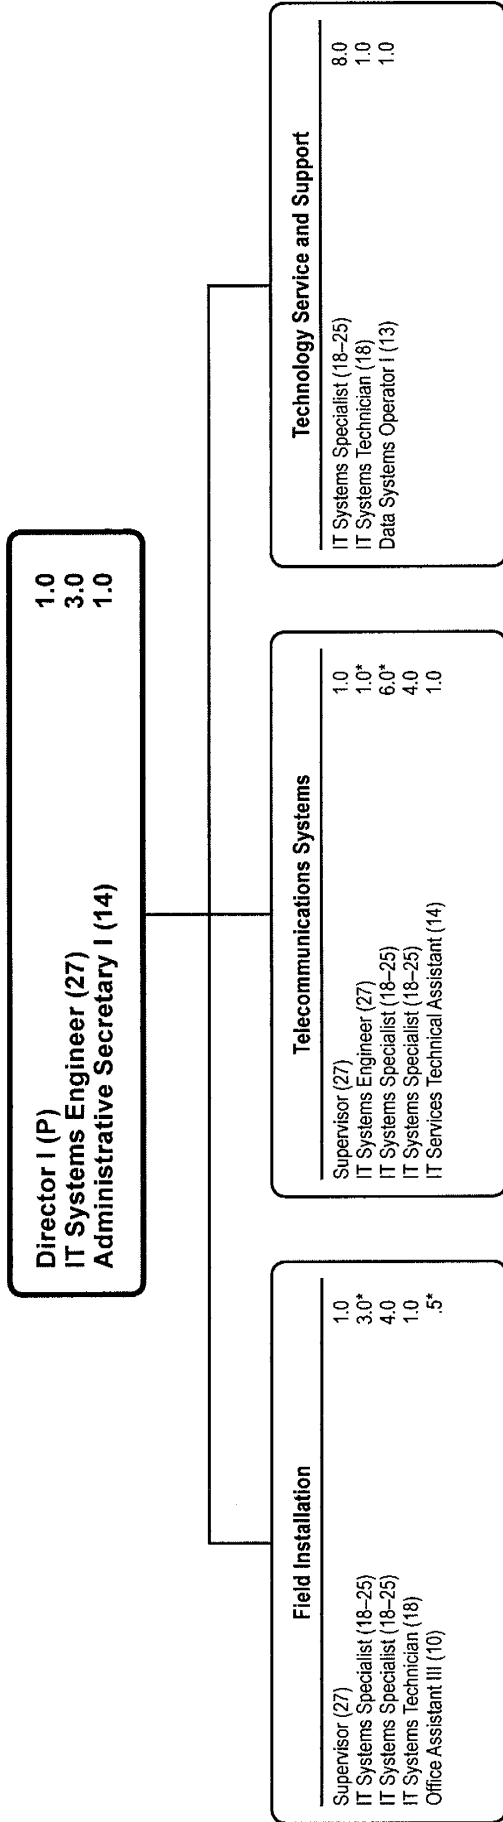 Director I (P) 1.0
IT Systems Engineer (27) 3.0
Administrative Secretary I (14) 1.0
Field Installation
Supervisor (27) 1.0
IT Systems Specialist (18–25) 3.0*
IT Systems Specialist (18–25) 4.0
IT Systems Technician (18) 1.0
Office Assistant III (10) .5*
Telecommunications Systems
Supervisor (27) 1.0
IT Systems Engineer (27) 1.0*
IT Systems Specialist (18–25) 6.0*
IT Systems Specialist (18–25) 4.0
IT Services Technical Assistant (14) 1.0
Technology Service and Support
IT Systems Specialist (18–25) 8.0
IT Systems Technician (18) 1.0
Data Systems Operator I (13) 1.0